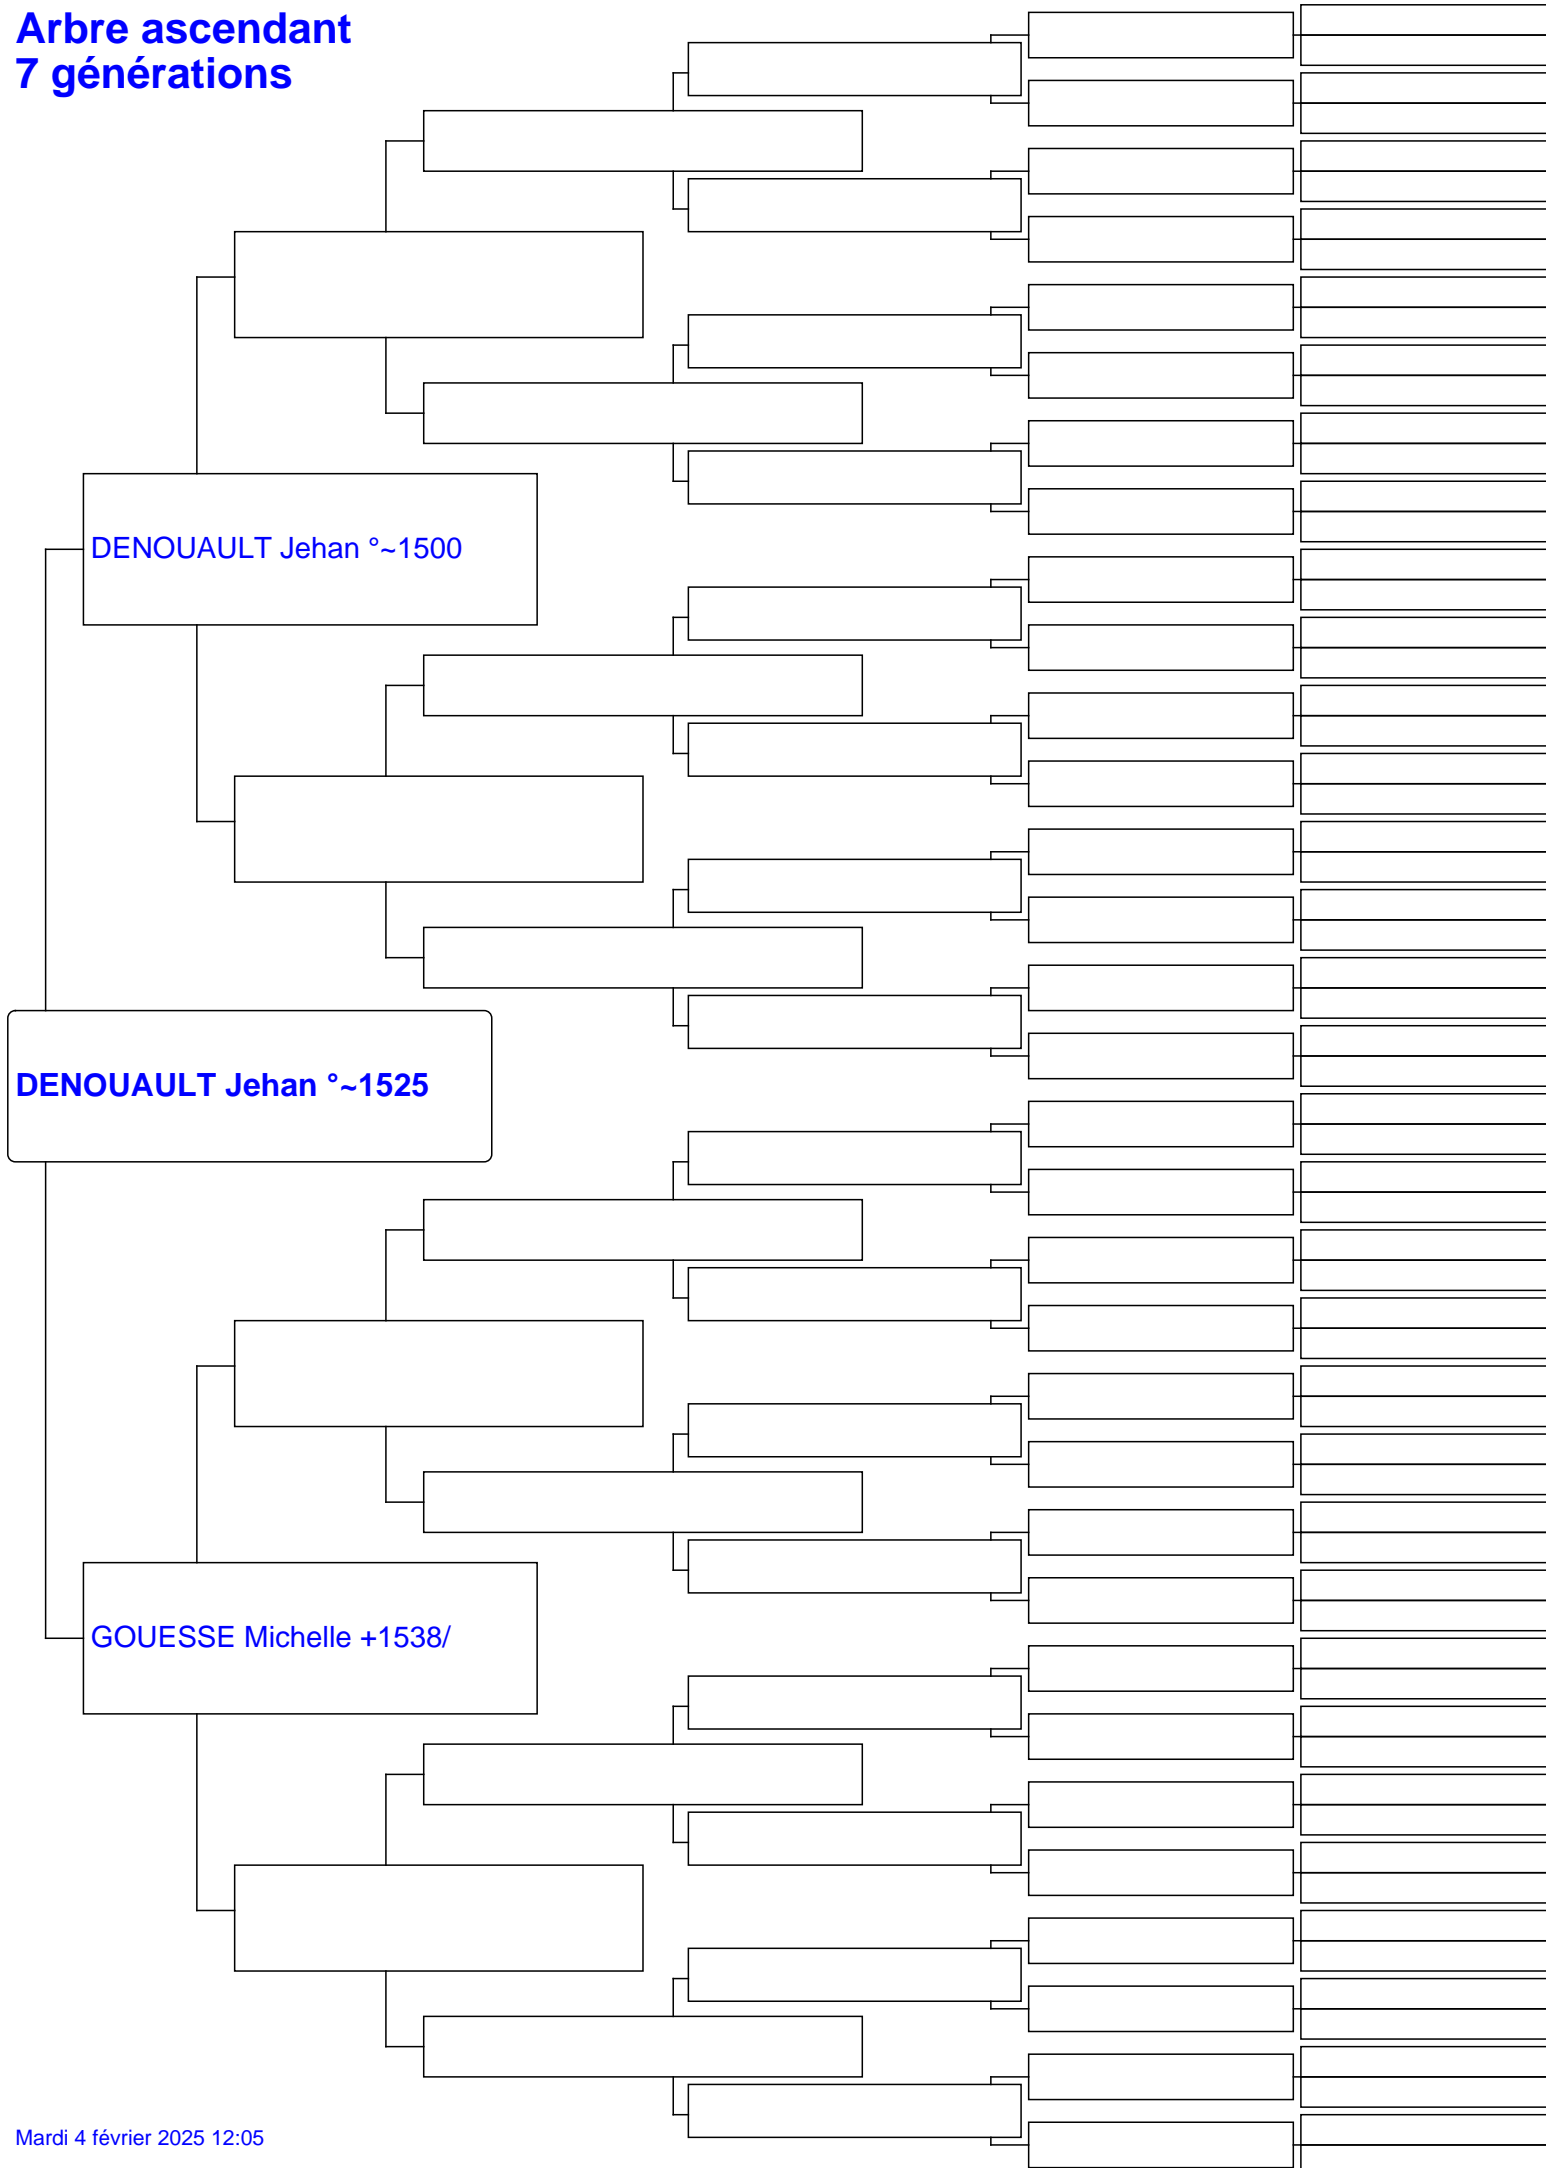 Arbre ascendant
7 générations
DENOUAULT Jehan °~1500
DENOUAULT Jehan °~1525
GOUESSE Michelle +1538/
Mardi 4 février 2025 12:05